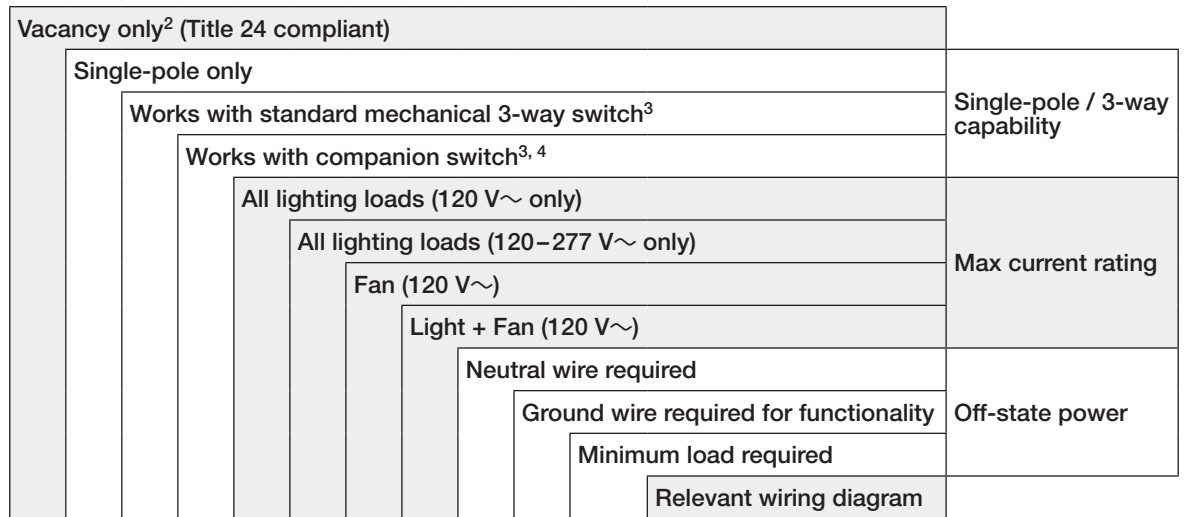 Vacancy only² (Title 24 compliant)
Single-pole only
Works with standard mechanical 3-way switch³
Works with companion switch³, ⁴
Single-pole / 3-way
capability
All lighting loads (120 V～ only)
All lighting loads (120–277 V～ only)
Fan (120 V～)
Light + Fan (120 V～)
Max current rating
Neutral wire required
Ground wire required for functionality
Minimum load required
Off-state power
Relevant wiring diagram